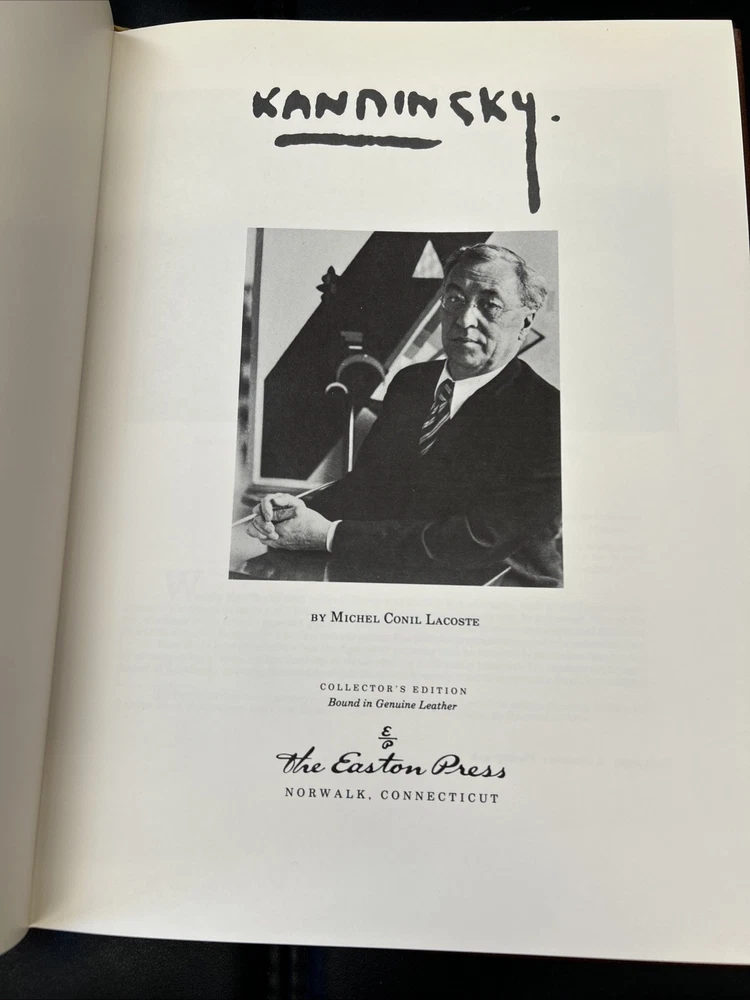 KANDINSKY.
BY MICHEL CONIL LACOSTE
COLLECTOR'S EDITION
Bound in Genuine Leather
E
P
The Easton Press
NORWALK, CONNECTICUT